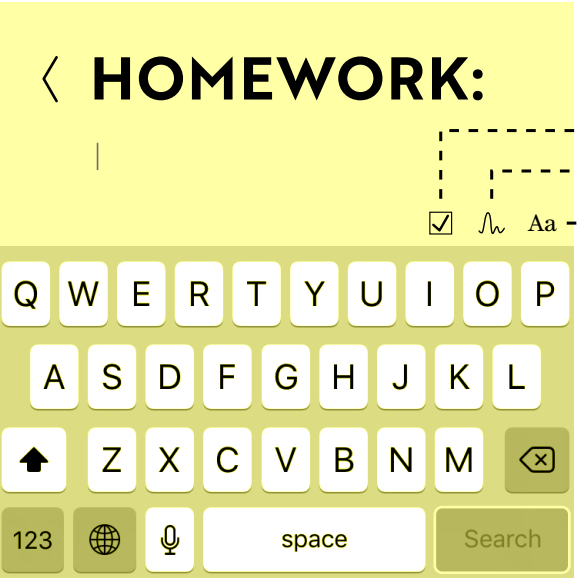 HOMEWORK:
Aa
Q W E R T Y U I O P
A S D F G H J K L
Z X C V B N M
123 space Search